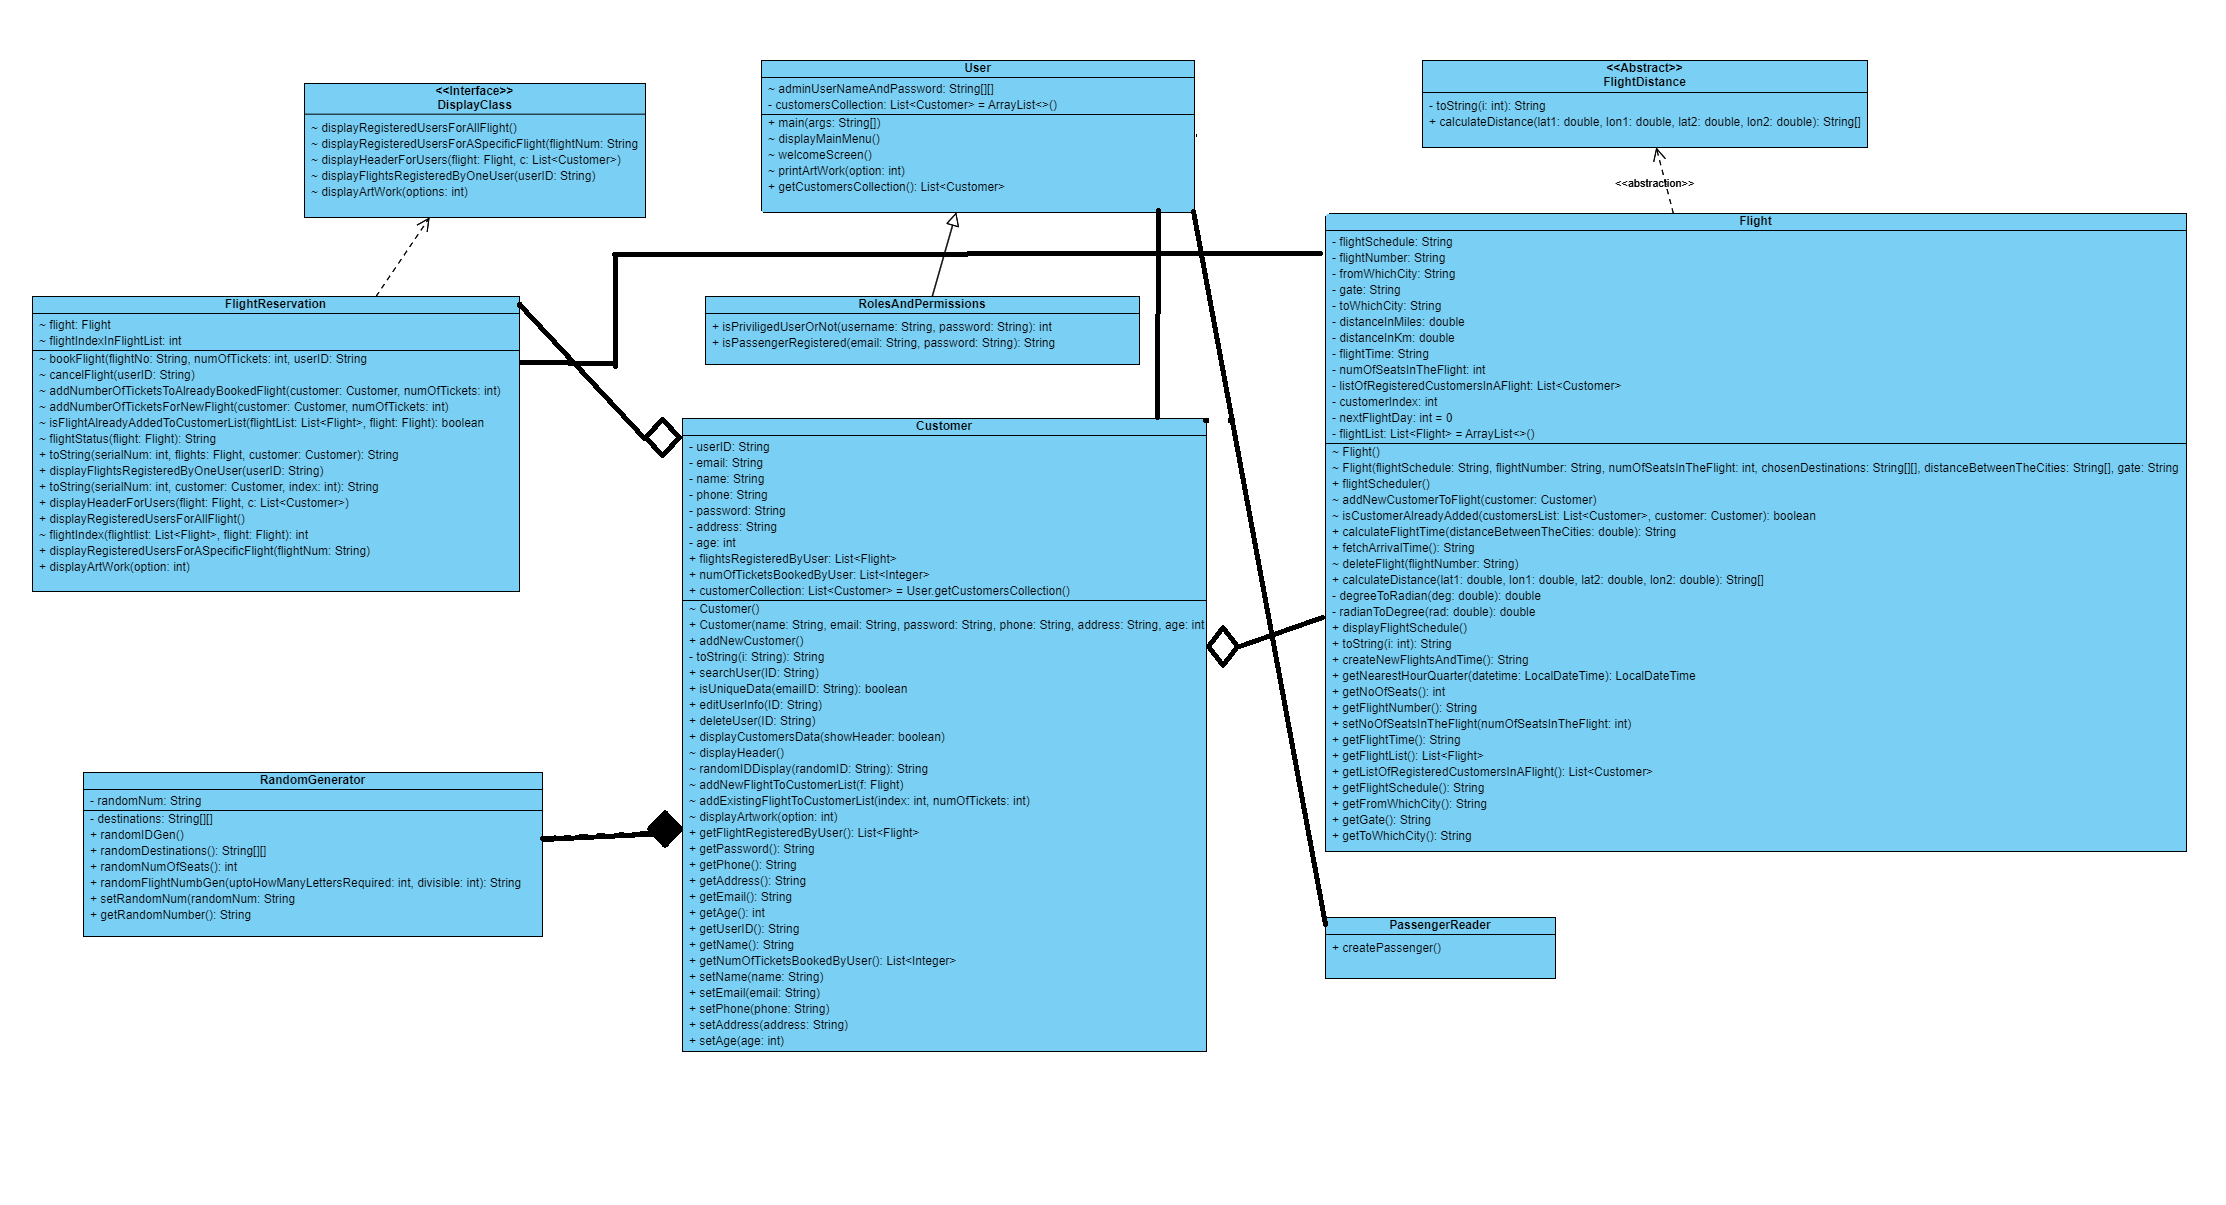 <<Interface>>
DisplayClass
~ displayRegisteredUsersForAllFlight()
~ displayRegisteredUsersForASpecificFlight(flightNum: String
~ displayHeaderForUsers(flight: Flight, c: List<Customer>)
~ displayFlightsRegisteredByOneUser(userID: String)
~ displayArtWork(options: int)
User
~ adminUserNameAndPassword: String[][]
- customersCollection: List<Customer> = ArrayList<>()
+ main(args: String[])
~ displayMainMenu()
~ welcomeScreen()
~ printArtWork(option: int)
+ getCustomersCollection(): List<Customer>
<<Abstract>>
FlightDistance
- toString(i: int): String
+ calculateDistance(lat1: double, lon1: double, lat2: double, lon2: double): String[]
<<abstraction>>
FlightReservation
~ flight: Flight
~ flightIndexInFlightList: int
~ bookFlight(flightNo: String, numOfTickets: int, userID: String
~ cancelFlight(userID: String)
~ addNumberOfTicketsToAlreadyBookedFlight(customer: Customer, numOfTickets: int)
~ addNumberOfTicketsForNewFlight(customer: Customer, numOfTickets: int)
~ isFlightAlreadyAddedToCustomerList(flightList: List<Flight>, flight: Flight): boolean
~ flightStatus(flight: Flight): String
+ toString(serialNum: int, flights: Flight, customer: Customer): String
+ displayFlightsRegisteredByOneUser(userID: String)
+ toString(serialNum: int, customer: Customer, index: int): String
+ displayHeaderForUsers(flight: Flight, c: List<Customer>)
+ displayRegisteredUsersForAllFlight()
~ flightIndex(flightlist: List<Flight>, flight: Flight): int
+ displayRegisteredUsersForASpecificFlight(flightNum: String)
+ displayArtWork(option: int)
RolesAndPermissions
+ isPriviligedUserOrNot(username: String, password: String): int
+ isPassengerRegistered(email: String, password: String): String
Flight
- flightSchedule: String
- flightNumber: String
- fromWhichCity: String
- gate: String
- toWhichCity: String
- distanceInMiles: double
- distanceInKm: double
- flightTime: String
- numOfSeatsInTheFlight: int
- listOfRegisteredCustomersInAFlight: List<Customer>
- customerIndex: int
- nextFlightDay: int = 0
- flightList: List<Flight> = ArrayList<>()
~ Flight()
~ Flight(flightSchedule: String, flightNumber: String, numOfSeatsInTheFlight: int, chosenDestinations: String[][], distanceBetweenTheCities: String[], gate: String
+ flightScheduler()
~ addNewCustomerToFlight(customer: Customer)
~ isCustomerAlreadyAdded(customersList: List<Customer>, customer: Customer): boolean
+ calculateFlightTime(distanceBetweenTheCities: double): String
+ fetchArrivalTime(): String
~ deleteFlight(flightNumber: String)
+ calculateDistance(lat1: double, lon1: double, lat2: double, lon2: double): String[]
- degreeToRadian(deg: double): double
- radianToDegree(rad: double): double
+ displayFlightSchedule()
+ toString(i: int): String
+ createNewFlightsAndTime(): String
+ getNearestHourQuarter(datetime: LocalDateTime): LocalDateTime
+ getNoOfSeats(): int
+ getFlightNumber(): String
+ setNoOfSeatsInTheFlight(numOfSeatsInTheFlight: int)
+ getFlightTime(): String
+ getFlightList(): List<Flight>
+ getListOfRegisteredCustomersInAFlight(): List<Customer>
+ getFlightSchedule(): String
+ getFromWhichCity(): String
+ getGate(): String
+ getToWhichCity(): String
Customer
- userID: String
- email: String
- name: String
- phone: String
- password: String
- address: String
- age: int
+ flightsRegisteredByUser: List<Flight>
+ numOfTicketsBookedByUser: List<Integer>
+ customerCollection: List<Customer> = User.getCustomersCollection()
~ Customer()
+ Customer(name: String, email: String, password: String, phone: String, address: String, age: int
+ addNewCustomer()
- toString(i: String): String
+ searchUser(ID: String)
+ isUniqueData(emailID: String): boolean
+ editUserInfo(ID: String)
+ deleteUser(ID: String)
+ displayCustomersData(showHeader: boolean)
~ displayHeader()
~ randomIDDisplay(randomID: String): String
~ addNewFlightToCustomerList(f: Flight)
~ addExistingFlightToCustomerList(index: int, numOfTickets: int)
~ displayArtwork(option: int)
+ getFlightRegisteredByUser(): List<Flight>
+ getPassword(): String
+ getPhone(): String
+ getAddress(): String
+ getEmail(): String
+ getAge(): int
+ getUserID(): String
+ getName(): String
+ getNumOfTicketsBookedByUser(): List<Integer>
+ setName(name: String)
+ setEmail(email: String)
+ setPhone(phone: String)
+ setAddress(address: String)
+ setAge(age: int)
RandomGenerator
- randomNum: String
- destinations: String[][]
+ randomIDGen()
+ randomDestinations(): String[][]
+ randomNumOfSeats(): int
+ randomFlightNumbGen(uptoHowManyLettersRequired: int, divisible: int): String
+ setRandomNum(randomNum: String
+ getRandomNumber(): String
PassengerReader
+ createPassenger()